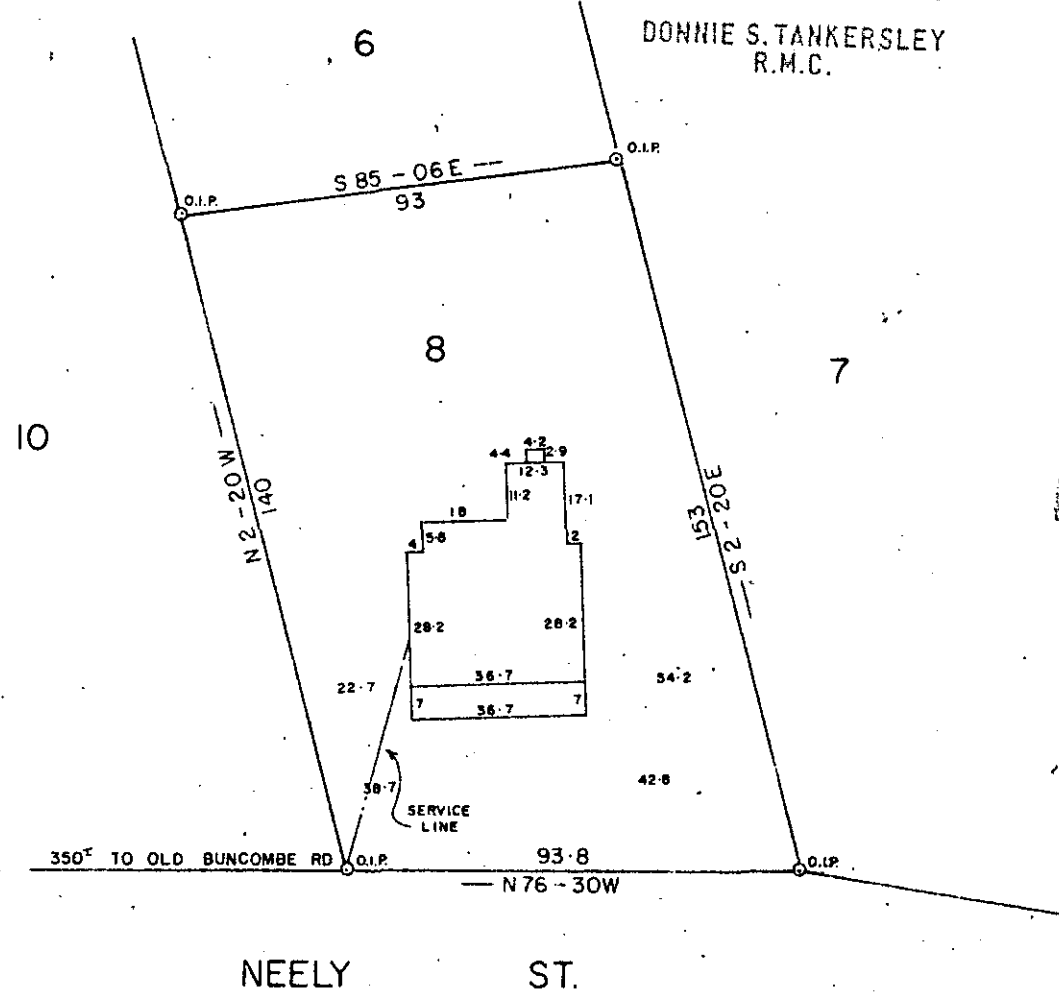 DONNIE S. TANKERSLEY
R.M.C.
6
O.I.P.
S 85 - 06 E
93
O.I.P.
8
7
10
N 2 - 20 W
140
153
S 2 - 20 E
4.2
4.4
2.9
12.3
11.2
17.1
18
5.8
4
2
28.2
28.2
36.7
22.7
34.2
7
36.7
7
38.7
42.8
SERVICE
LINE
350± TO OLD BUNCOMBE RD
O.I.P.
93.8
O.I.P.
N 76 - 30 W
NEELY ST.